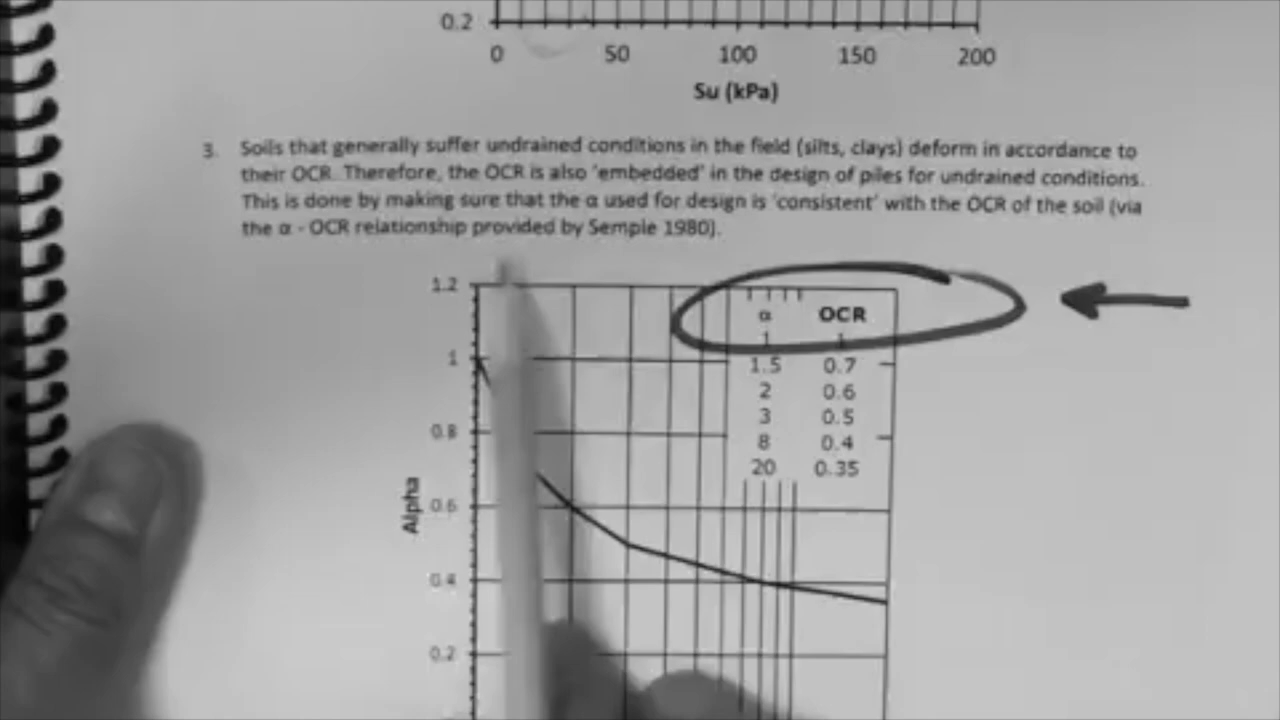 0.2
0 50 100 150 200
Su (kPa)
3. Soils that generally suffer undrained conditions in the field (silts, clays) deform in accordance to
their OCR. Therefore, the OCR is also 'embedded' in the design of piles for undrained conditions.
This is done by making sure that the α used for design is 'consistent' with the OCR of the soil (via
the α - OCR relationship provided by Semple 1980).
1.2
α OCR
1 1
1
1.5 0.7
2 0.6
3 0.5
0.8
8 0.4
20 0.35
Alpha
0.6
0.4
0.2